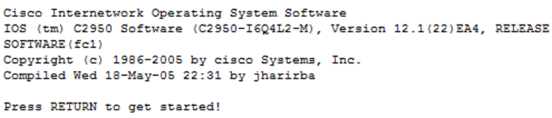 Cisco Internetwork Operating System Software
IOS (tm) C2950 Software (C2950-I6Q4L2-M), Version 12.1(22)EA4, RELEASE
SOFTWARE(fc1)
Copyright (c) 1986-2005 by cisco Systems, Inc.
Compiled Wed 18-May-05 22:31 by jharirba
Press RETURN to get started!